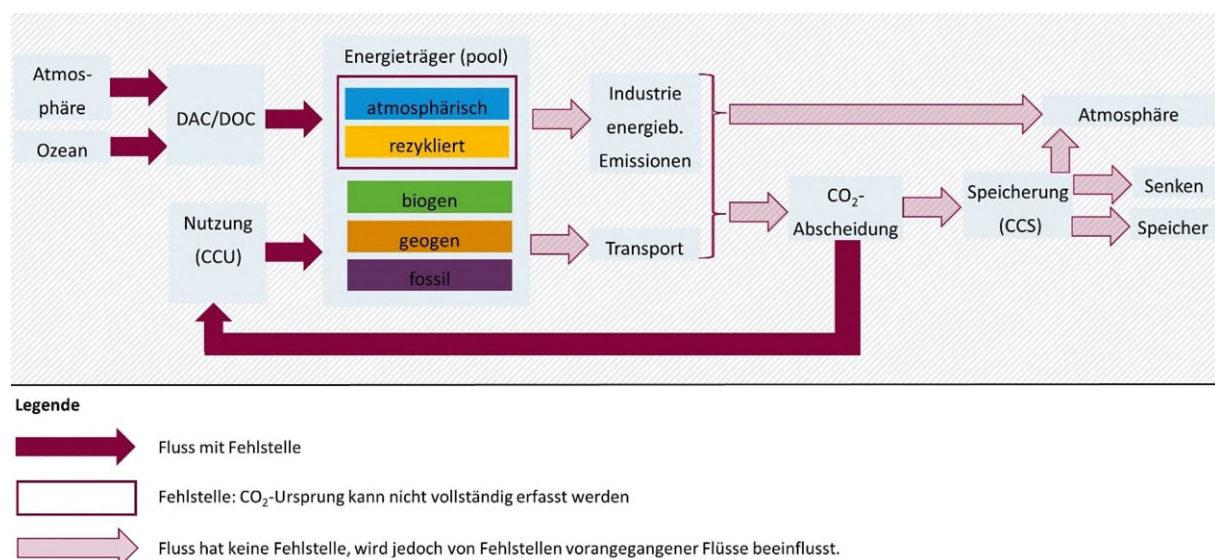 Atmos-
phäre
Ozean
DAC/DOC
Nutzung
(CCU)
Energieträger (pool)
atmosphärisch
rezykliert
biogen
geogen
fossil
Industrie
energieb.
Emissionen
Transport
CO₂-
Abscheidung
Speicherung
(CCS)
Atmosphäre
Senken
Speicher
Legende
Fluss mit Fehlstelle
Fehlstelle: CO₂-Ursprung kann nicht vollständig erfasst werden
Fluss hat keine Fehlstelle, wird jedoch von Fehlstellen vorangegangener Flüsse beeinflusst.